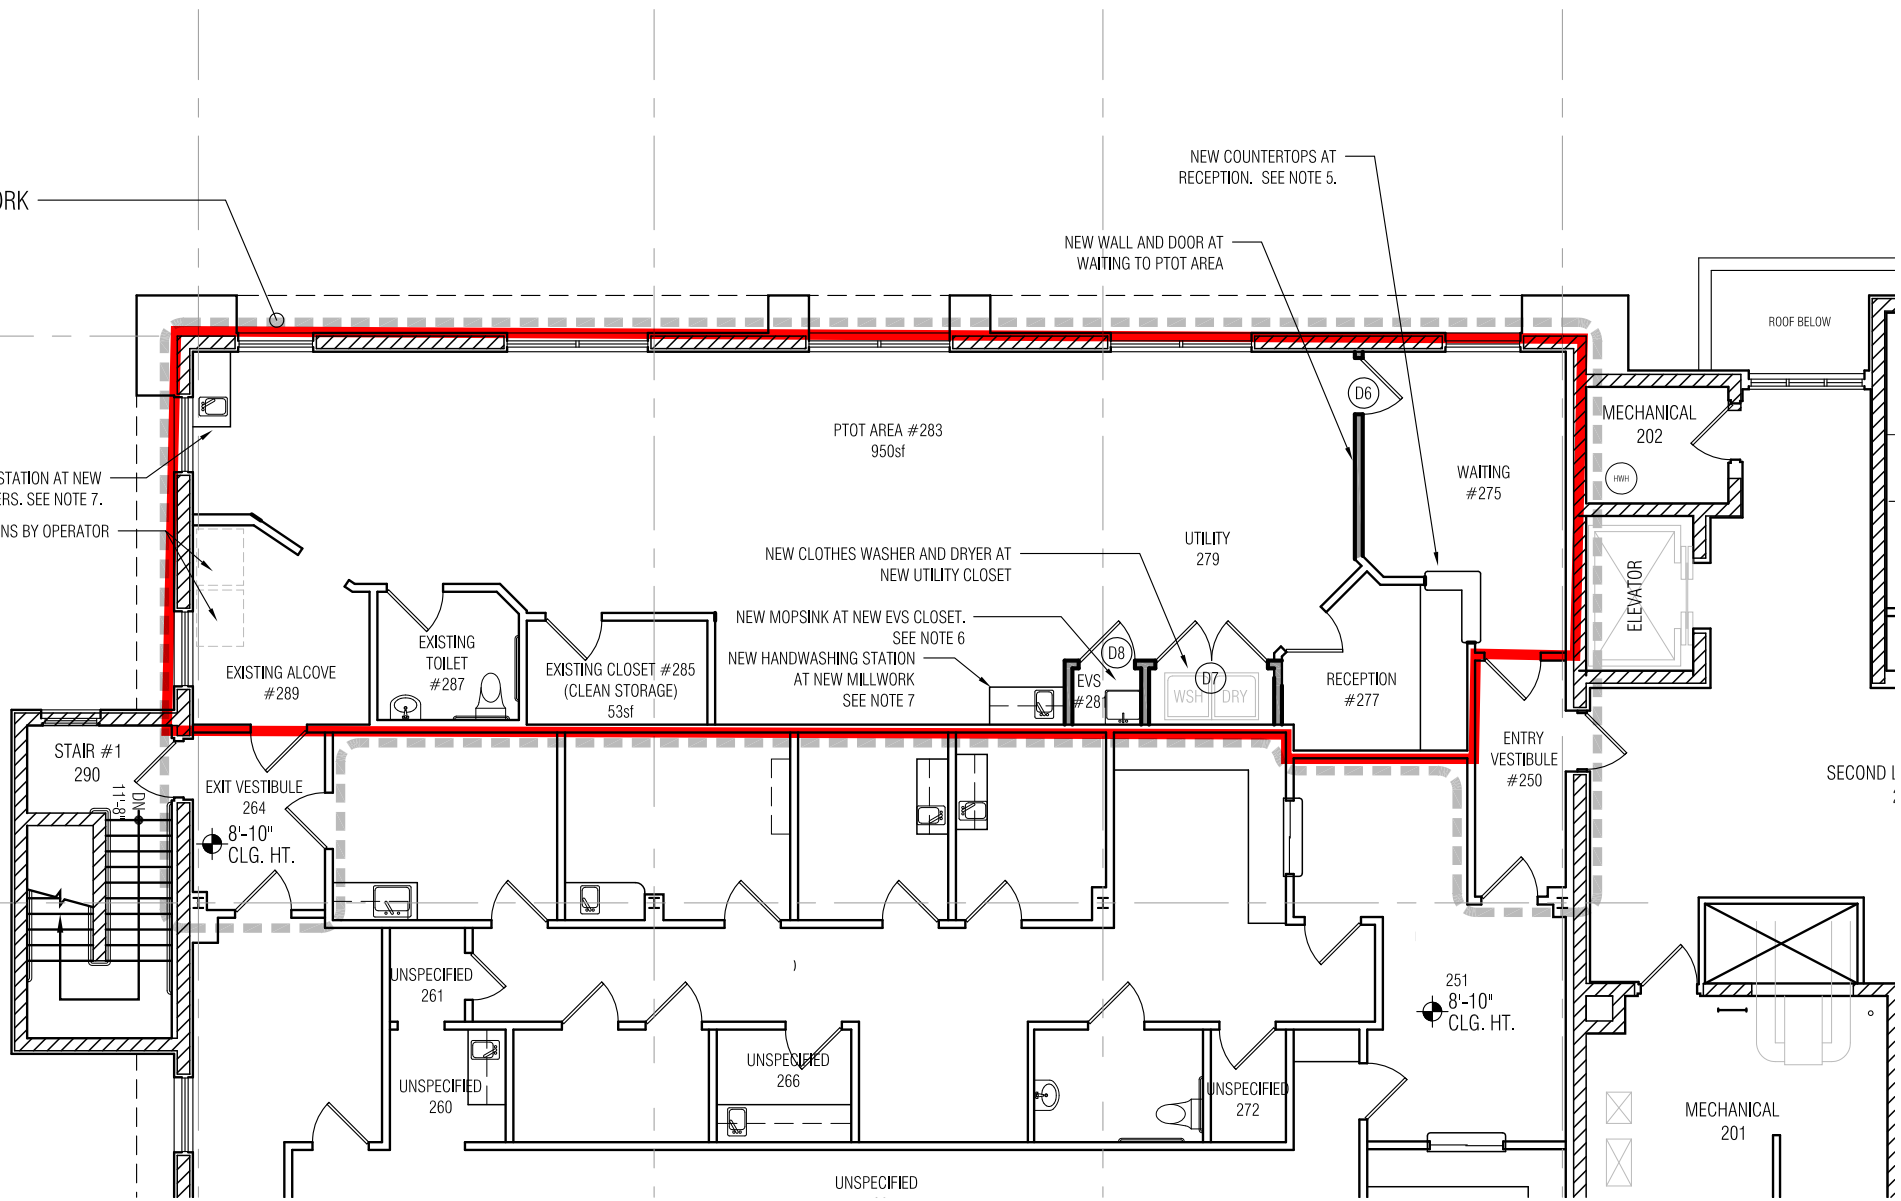 NEW COUNTERTOPS AT
RECEPTION. SEE NOTE 5.
ORK
NEW WALL AND DOOR AT
WAITING TO PTOT AREA
ROOF BELOW
D6
MECHANICAL
202
PTOT AREA #283
950sf
WAITING
#275
HWH
STATION AT NEW
ERS. SEE NOTE 7.
NS BY OPERATOR
UTILITY
279
NEW CLOTHES WASHER AND DRYER AT
NEW UTILITY CLOSET
ELEVATOR
NEW MOPSINK AT NEW EVS CLOSET.
SEE NOTE 6
NEW HANDWASHING STATION
AT NEW MILLWORK
SEE NOTE 7
EXISTING
TOILET
#287
EXISTING ALCOVE
#289
EXISTING CLOSET #285
(CLEAN STORAGE)
53sf
D8
EVS
#281
D7
WSH
DRY
RECEPTION
#277
STAIR #1
290
ENTRY
VESTIBULE
#250
SECOND L
2
EXIT VESTIBULE
264
DN
11'-8"
8'-10"
CLG. HT.
UNSPECIFIED
261
)
251
8'-10"
CLG. HT.
UNSPECIFIED
266
UNSPECIFIED
260
UNSPECIFIED
272
MECHANICAL
201
UNSPECIFIED